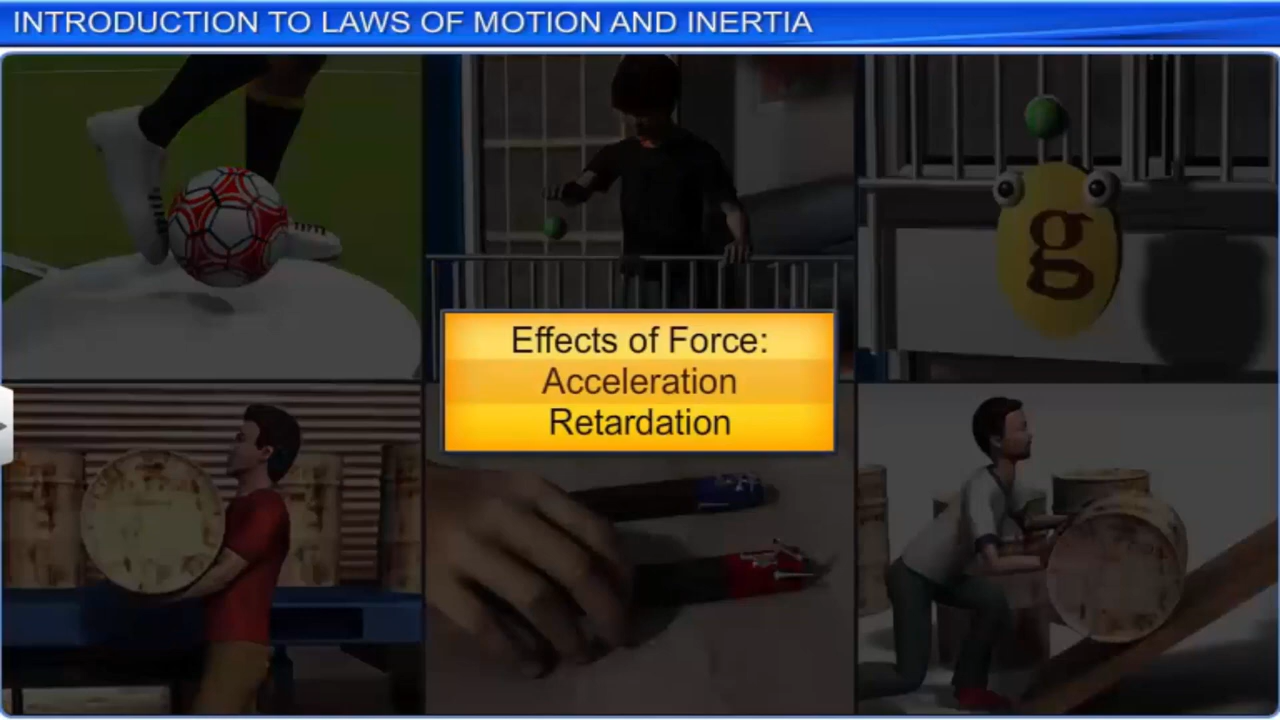 INTRODUCTION TO LAWS OF MOTION AND INERTIA
g
Effects of Force:
Acceleration
Retardation